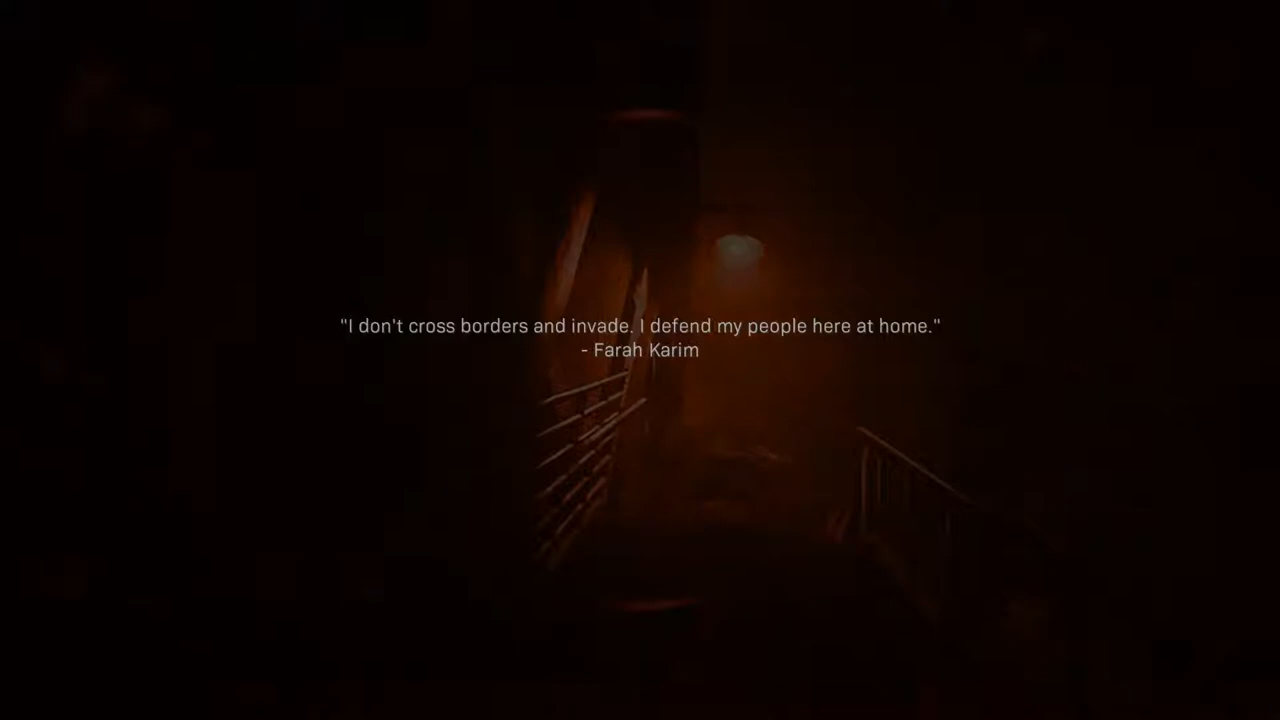 "I don't cross borders and invade. I defend my people here at home."
- Farah Karim